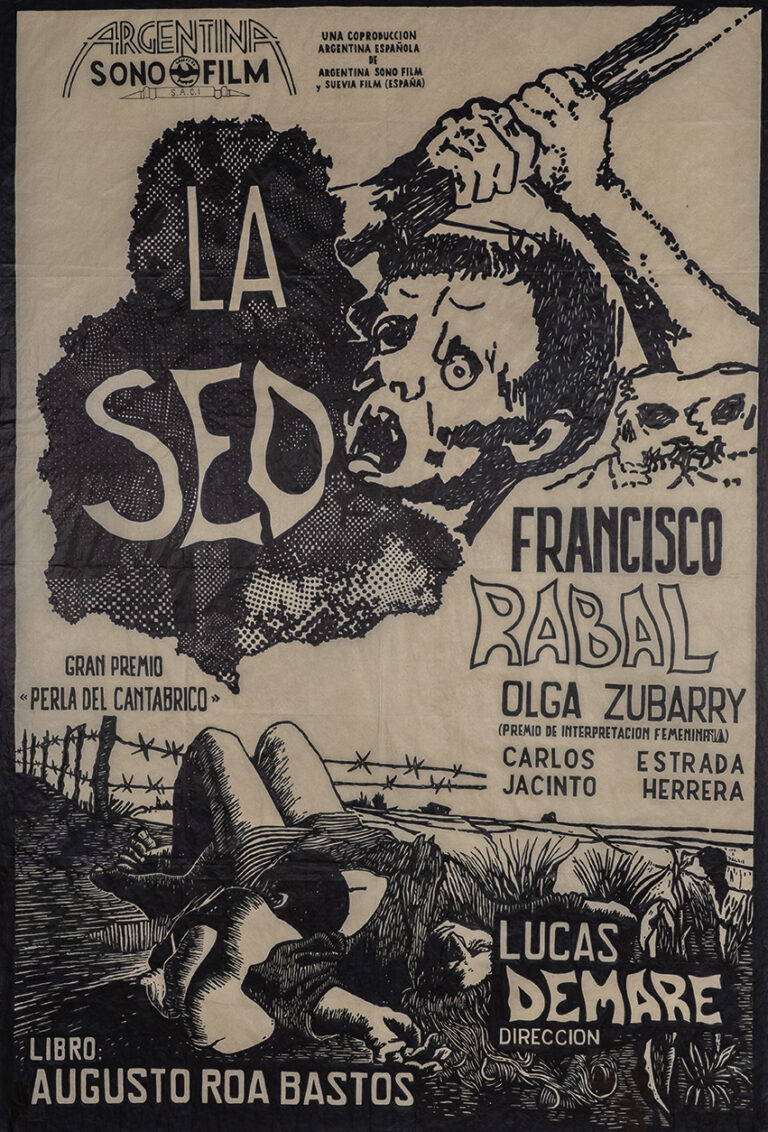 ARGENTINA
SONO FILM
S.A.C.I
UNA COPRODUCCION
ARGENTINA ESPAÑOLA
DE
ARGENTINA SONO FILM
y SUEVIA FILM (ESPAÑA)
LA
SED
FRANCISCO
RABAL
GRAN PREMIO
«PERLA DEL CANTABRICO»
OLGA ZUBARRY
(PREMIO DE INTERPRETACION FEMENINA)
CARLOS ESTRADA
JACINTO HERRERA
LUCAS
DEMARE
DIRECCION
LIBRO:
AUGUSTO ROA BASTOS